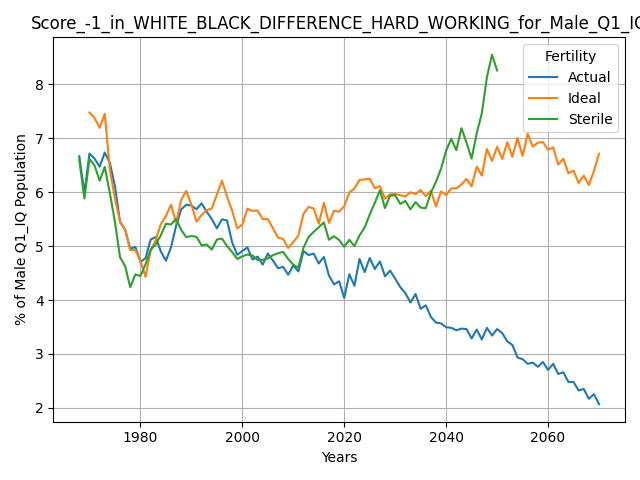 Score_-1_in_WHITE_BLACK_DIFFERENCE_HARD_WORKING_for_Male_Q1_IQ
% of Male Q1_IQ Population
8
7
6
5
4
3
2
Fertility
Actual
Ideal
Sterile
1980
2000
2020
2040
2060
Years